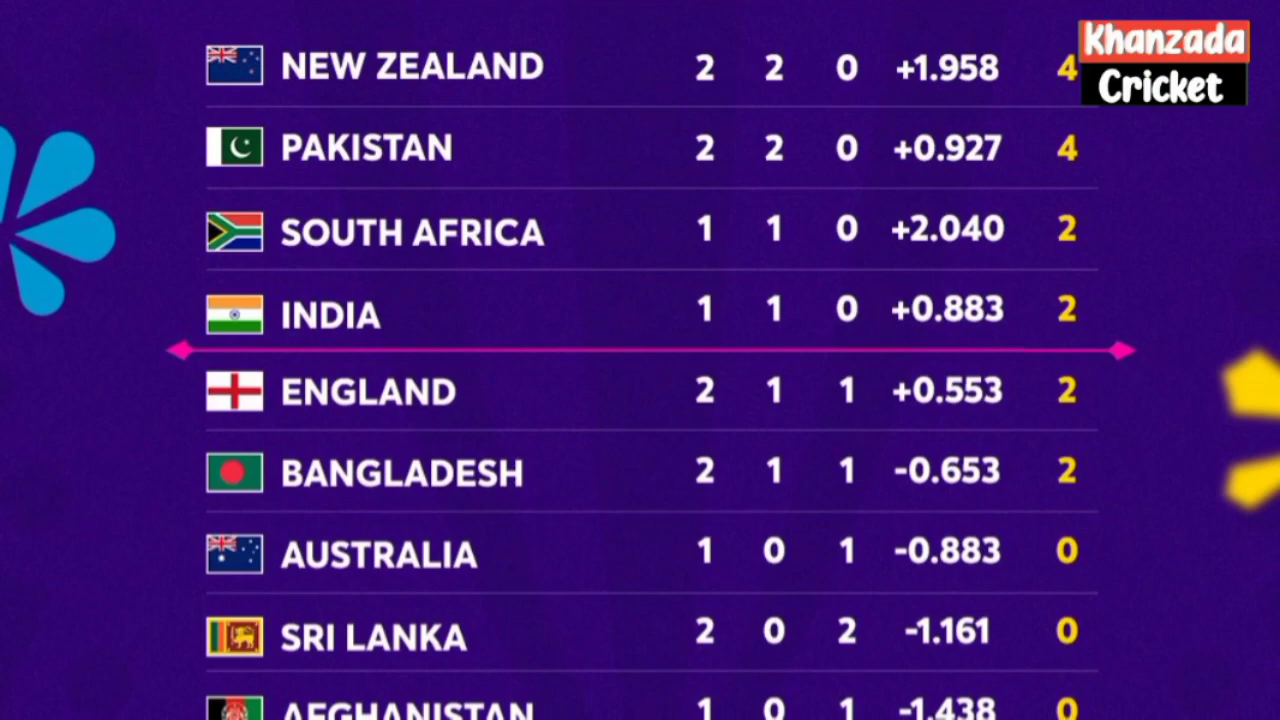 Khanzada
Cricket
NEW ZEALAND 2 2 0 +1.958 4
PAKISTAN 2 2 0 +0.927 4
SOUTH AFRICA 1 1 0 +2.040 2
INDIA 1 1 0 +0.883 2
ENGLAND 2 1 1 +0.553 2
BANGLADESH 2 1 1 -0.653 2
AUSTRALIA 1 0 1 -0.883 0
SRI LANKA 2 0 2 -1.161 0
AFGHANISTAN 1 0 1 -1.438 0